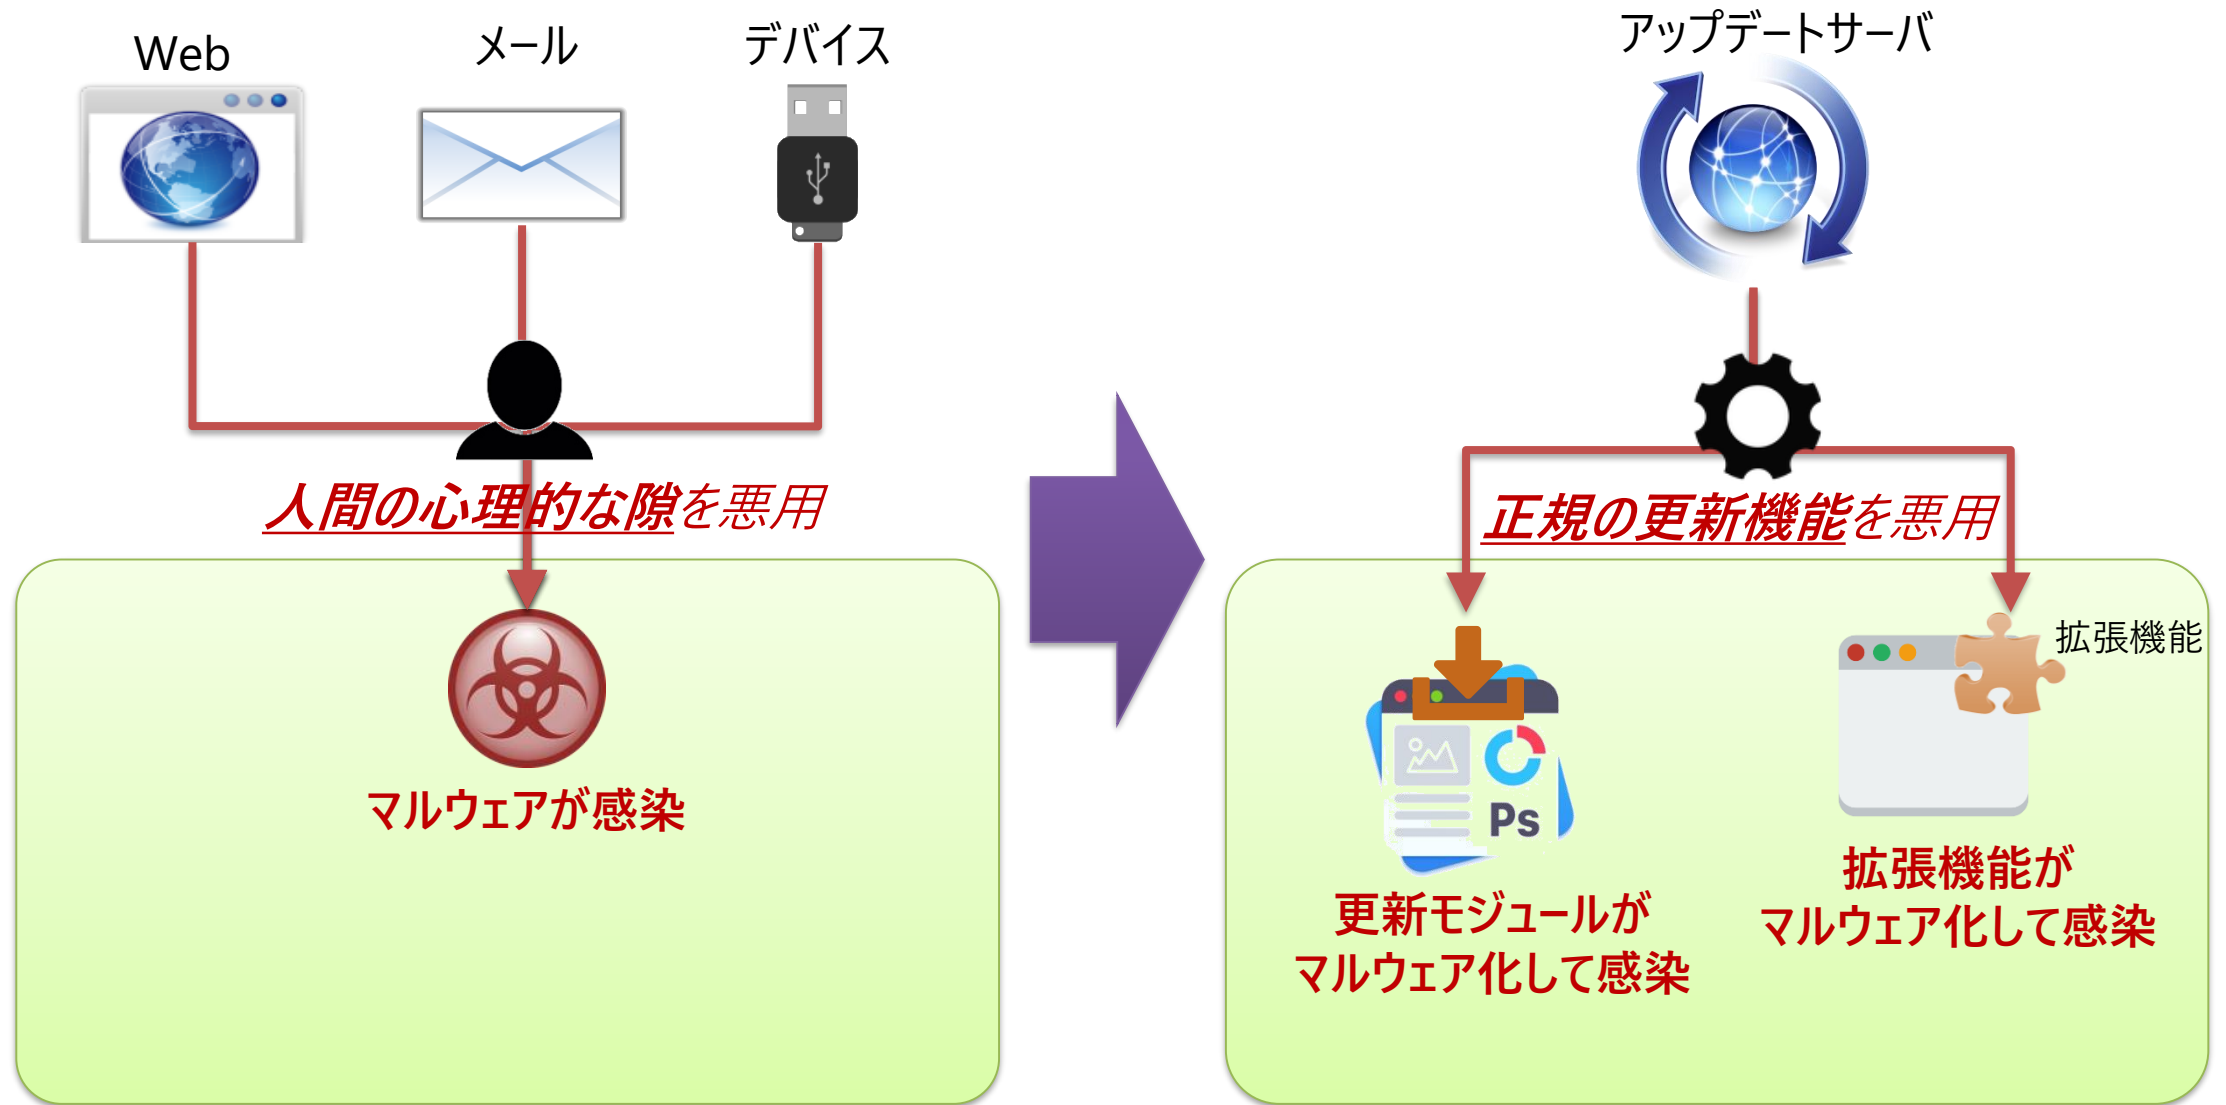 Web
メール
デバイス
人間の心理的な隙を悪用
マルウェアが感染
アップデートサーバ
正規の更新機能を悪用
拡張機能
Ps
更新モジュールが
マルウェア化して感染
拡張機能が
マルウェア化して感染